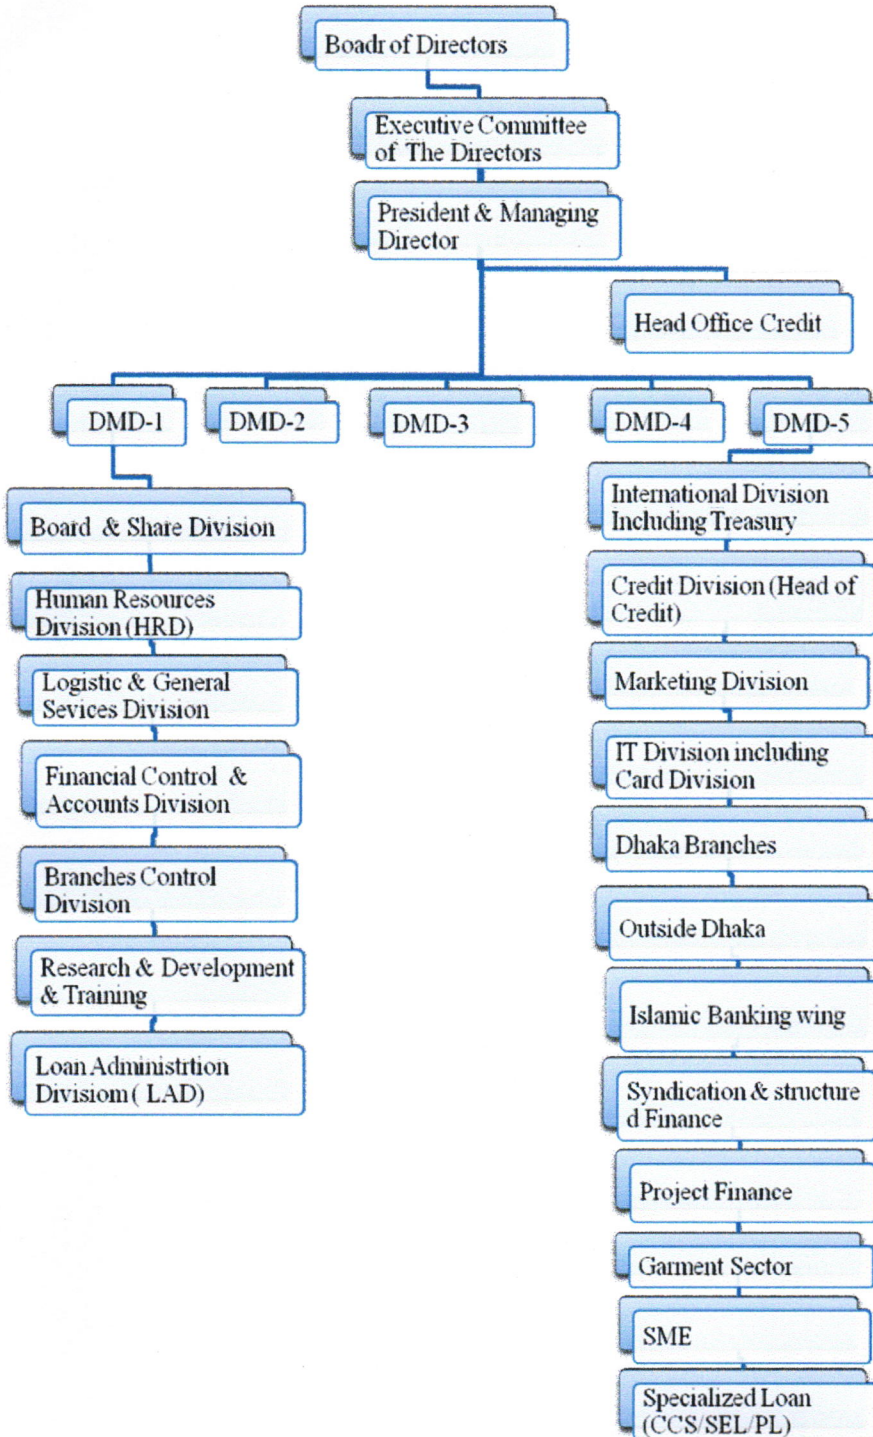 Boadr of Directors
Executive Committee
of The Directors
President & Managing
Director
Head Office Credit
DMD-1
DMD-2
DMD-3
DMD-4
DMD-5
Board & Share Division
Human Resources
Division (HRD)
Logistic & General
Sevices Division
Financial Control &
Accounts Division
Branches Control
Division
Research & Development
& Training
Loan Administrtion
Divisiom ( LAD)
International Division
Including Treasury
Credit Division (Head of
Credit)
Marketing Division
IT Division including
Card Division
Dhaka Branches
Outside Dhaka
Islamic Banking wing
Syndication & structure
d Finance
Project Finance
Garment Sector
SME
Specialized Loan
(CCS/SEL/PL)